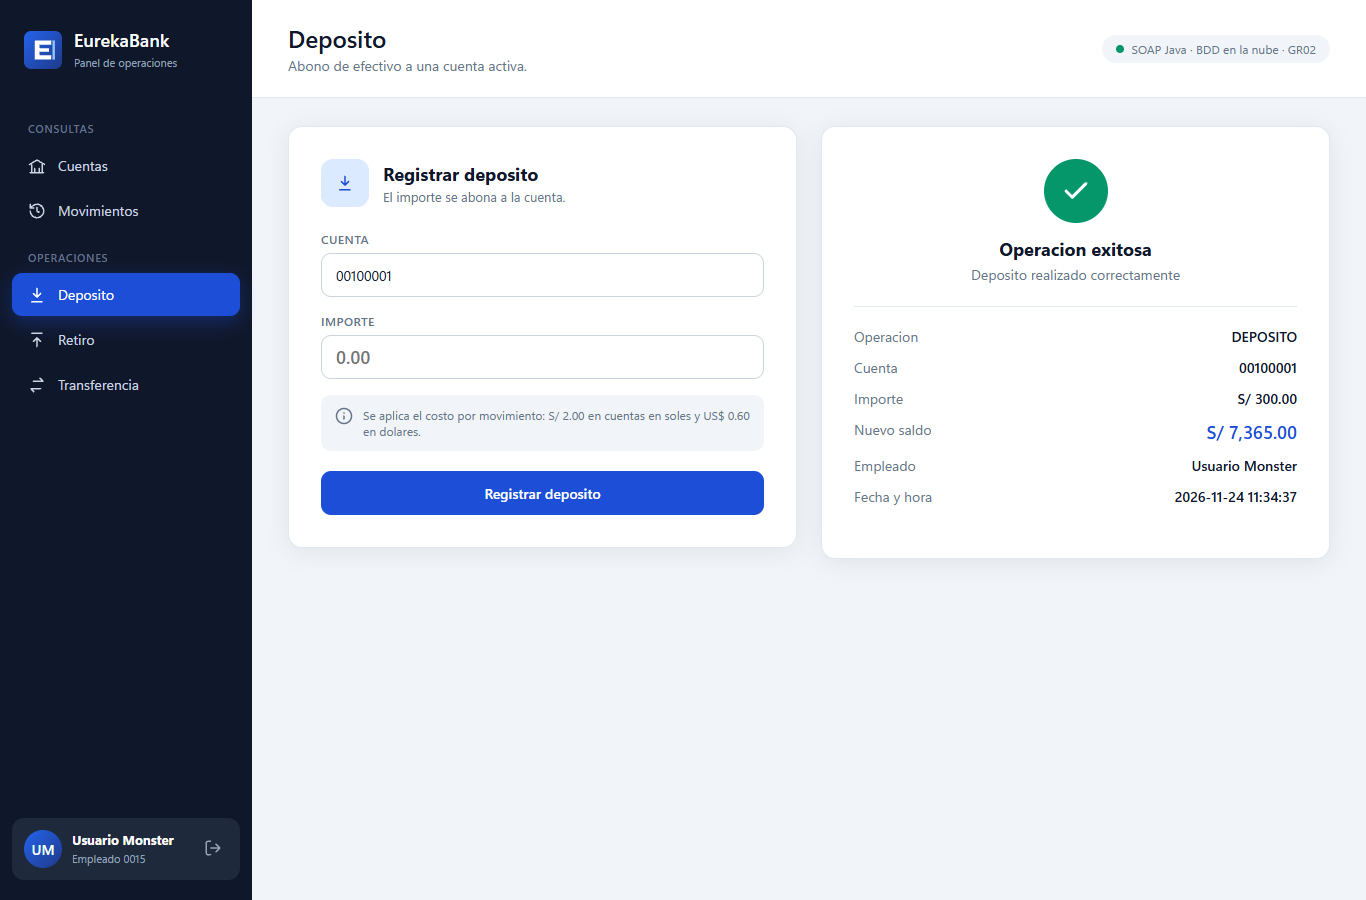 EurekaBank
Panel de operaciones
CONSULTAS
Cuentas
Movimientos
OPERACIONES
Deposito
Retiro
Transferencia
UM
Usuario Monster
Empleado 0015
Deposito
Abono de efectivo a una cuenta activa.
SOAP Java · BDD en la nube · GR02
Registrar deposito
El importe se abona a la cuenta.
CUENTA
00100001
IMPORTE
0.00
Se aplica el costo por movimiento: S/ 2.00 en cuentas en soles y US$ 0.60
en dolares.
Registrar deposito
Operacion exitosa
Deposito realizado correctamente
Operacion DEPOSITO
Cuenta 00100001
Importe S/ 300.00
Nuevo saldo S/ 7,365.00
Empleado Usuario Monster
Fecha y hora 2026-11-24 11:34:37